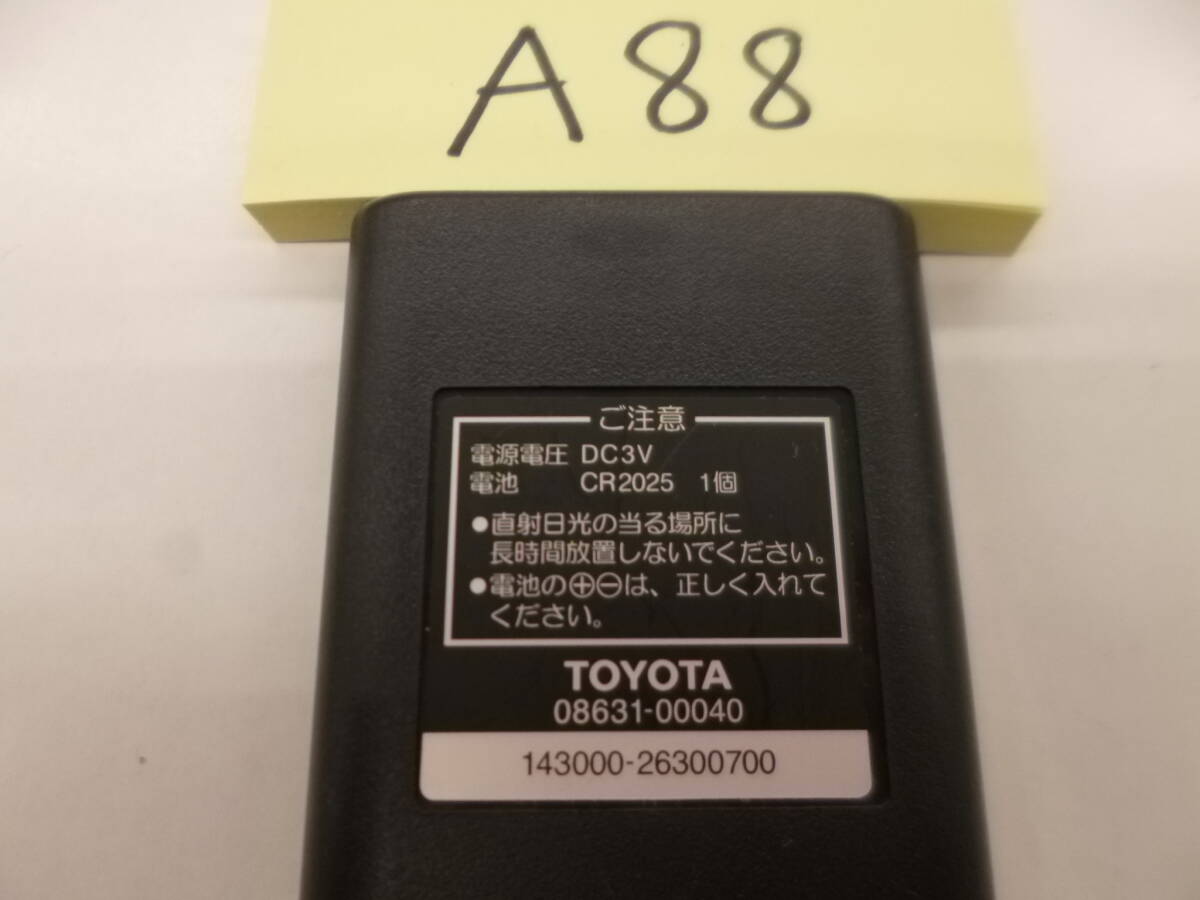 A88
ご注意
電源電圧 DC3V
電池 CR2025 1個
●直射日光の当る場所に
長時間放置しないでください。
●電池の⊕⊖は、正しく入れて
ください。
TOYOTA
08631-00040
143000-26300700